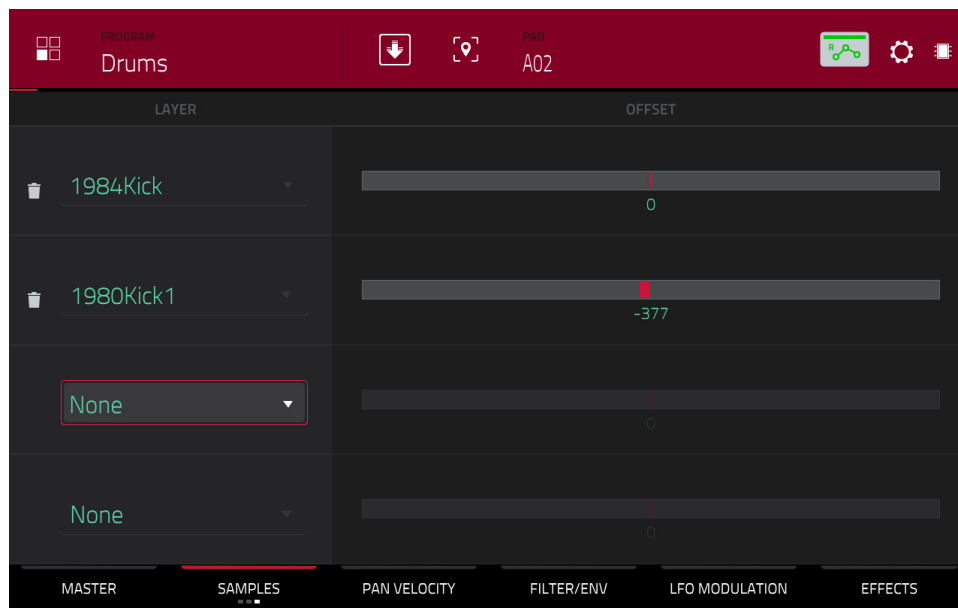 PROGRAM
Drums
PAD
A02
R
LAYER
OFFSET
1984Kick
0
1980Kick1
-377
None
0
None
0
MASTER
SAMPLES
PAN VELOCITY
FILTER/ENV
LFO MODULATION
EFFECTS